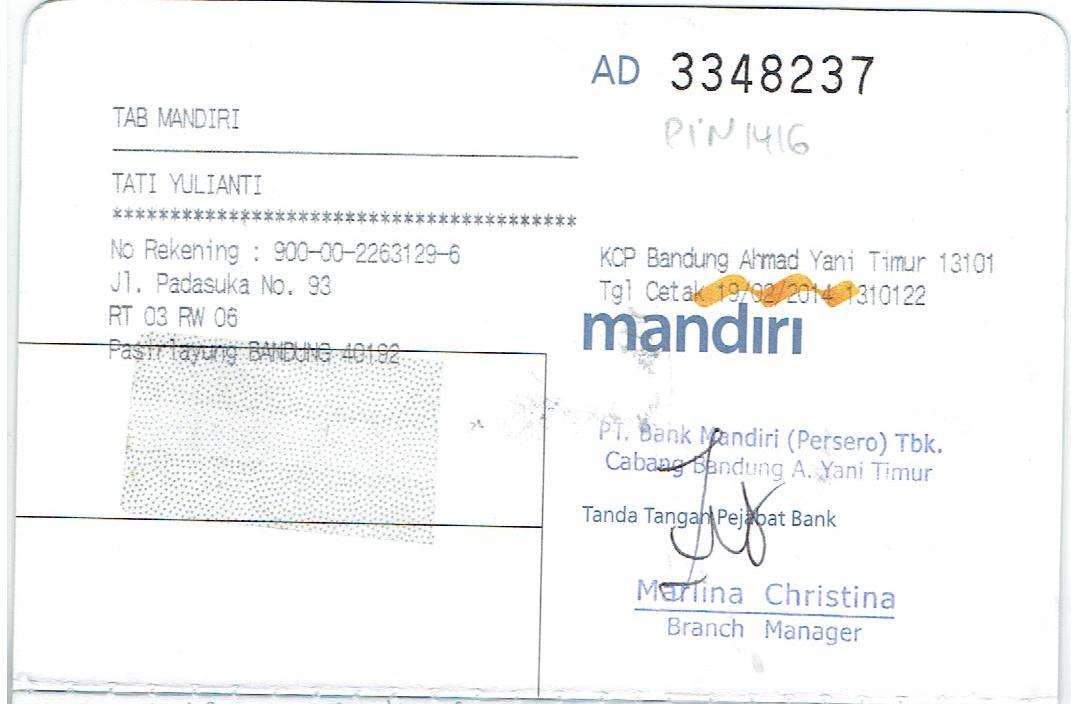 AD 3348237
PIN 1416
TAB MANDIRI
TATI YULIANTI
****************************************
No Rekening : 900-00-2263129-6
Jl. Padasuka No. 93
RT 03 RW 06
Pasirlayung BANDUNG 40192
KCP Bandung Ahmad Yani Timur 13101
Tgl Cetak 19/02/2014 1310122
mandiri
PT. Bank Mandiri (Persero) Tbk.
Cabang Bandung A. Yani Timur
Tanda Tangan Pejabat Bank
Marlina Christina
Branch Manager